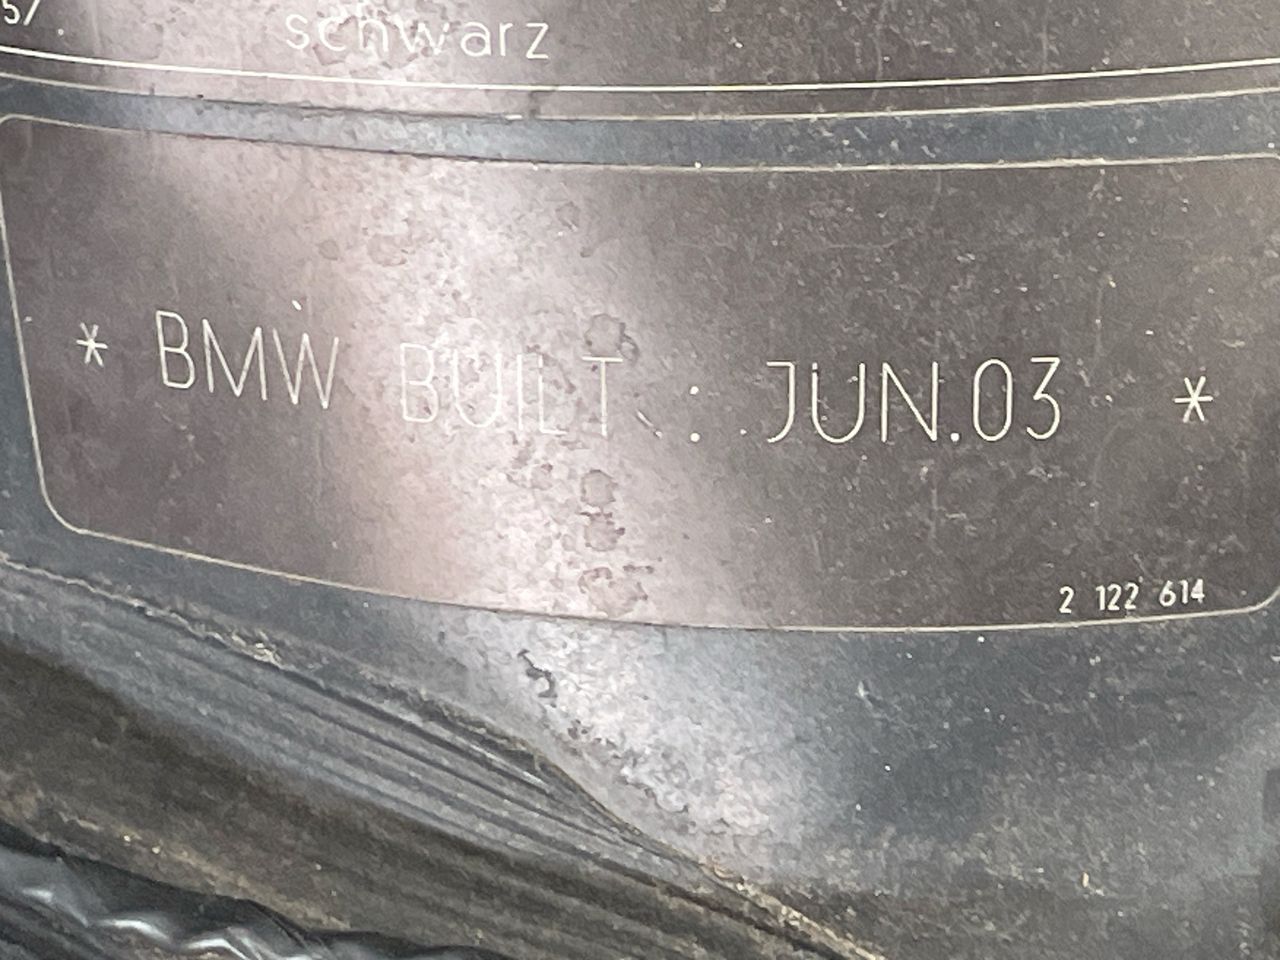 schwarz
* BMW BUILT : JUN.03 *
2 122 614